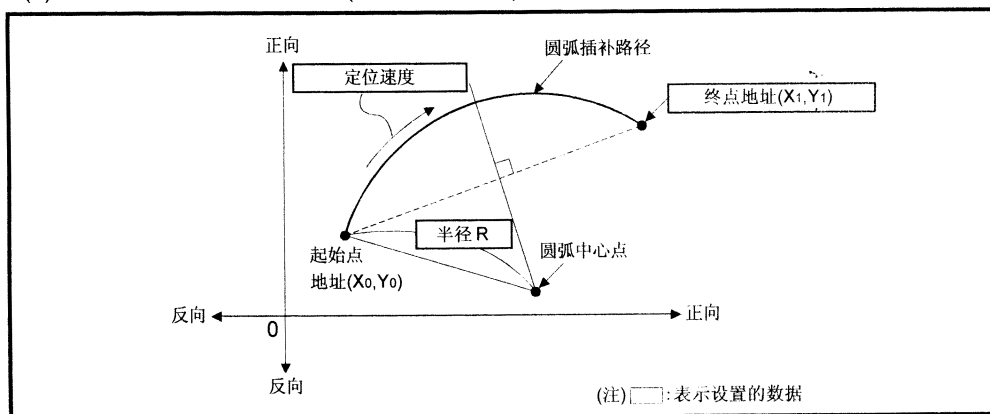 正向
圆弧插补路径
定位速度
终点地址(X1,Y1)
半径 R
起始点
地址(X0,Y0)
圆弧中心点
反向
0
正向
反向
(注) :表示设置的数据